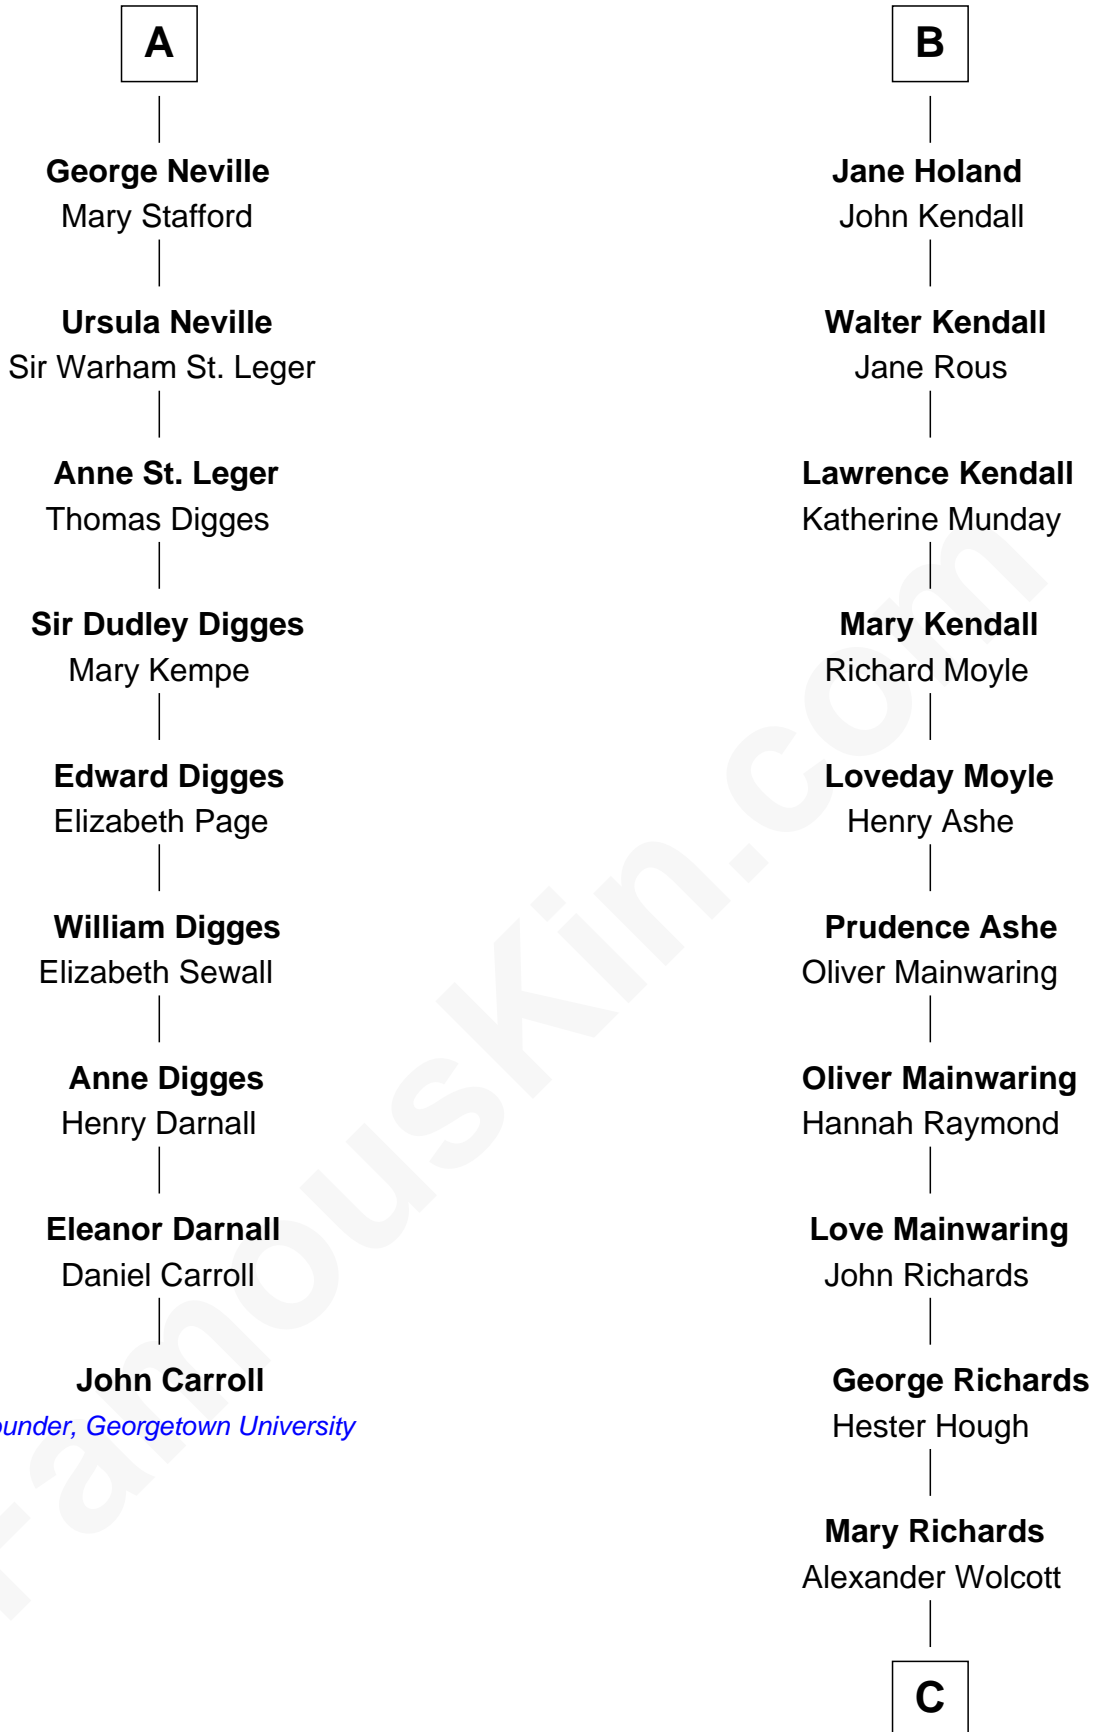 A
George Neville
Mary Stafford
Ursula Neville
Sir Warham St. Leger
Anne St. Leger
Thomas Digges
Sir Dudley Digges
Mary Kempe
Edward Digges
Elizabeth Page
William Digges
Elizabeth Sewall
Anne Digges
Henry Darnall
Eleanor Darnall
Daniel Carroll
John Carroll
ounder, Georgetown University
B
Jane Holand
John Kendall
Walter Kendall
Jane Rous
Lawrence Kendall
Katherine Munday
Mary Kendall
Richard Moyle
Loveday Moyle
Henry Ashe
Prudence Ashe
Oliver Mainwaring
Oliver Mainwaring
Hannah Raymond
Love Mainwaring
John Richards
George Richards
Hester Hough
Mary Richards
Alexander Wolcott
C
FamousKin.com